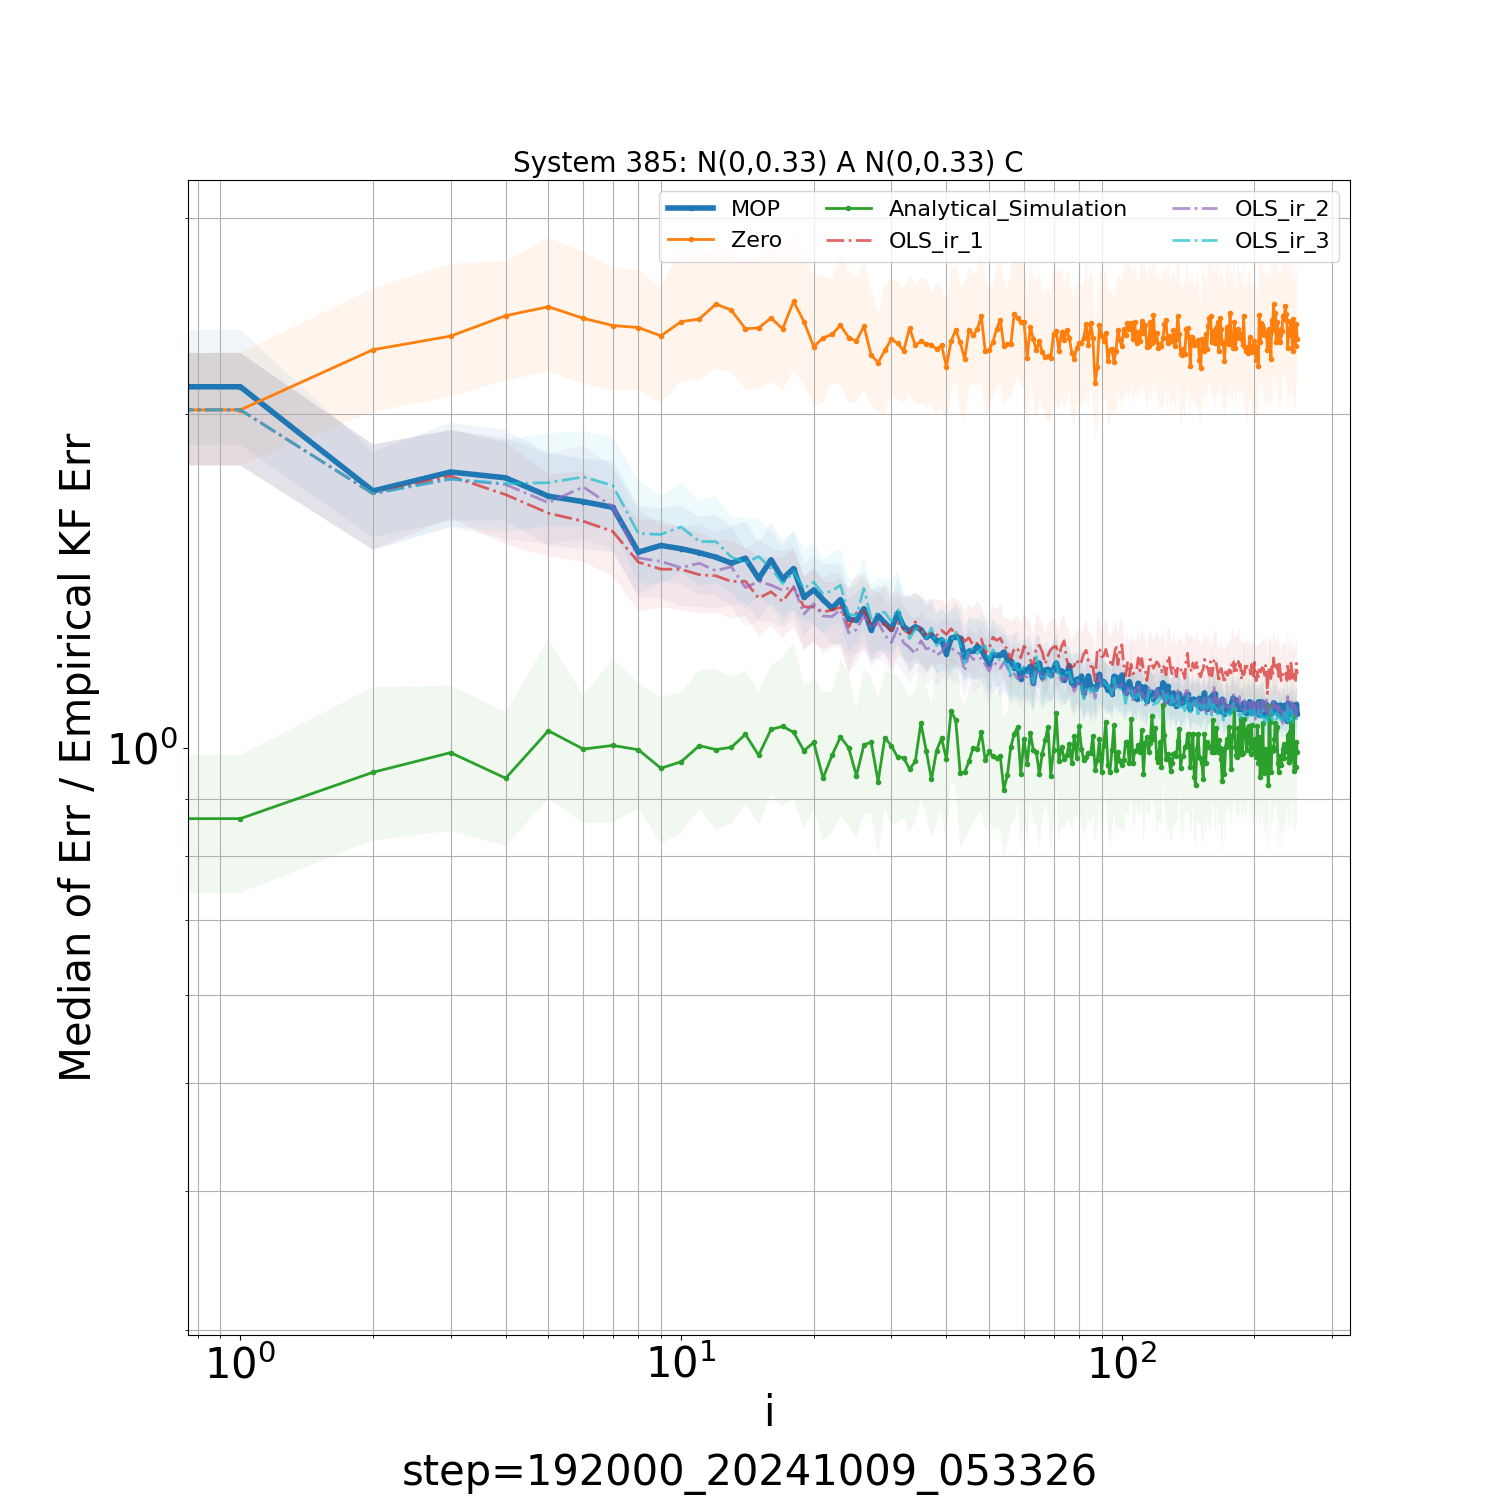 System 385: N(0,0.33) A N(0,0.33) C
MOP
Zero
Analytical_Simulation
OLS_ir_1
OLS_ir_2
OLS_ir_3
Median of Err / Empirical KF Err
10⁰
10⁰
10¹
10²
i
step=192000_20241009_053326